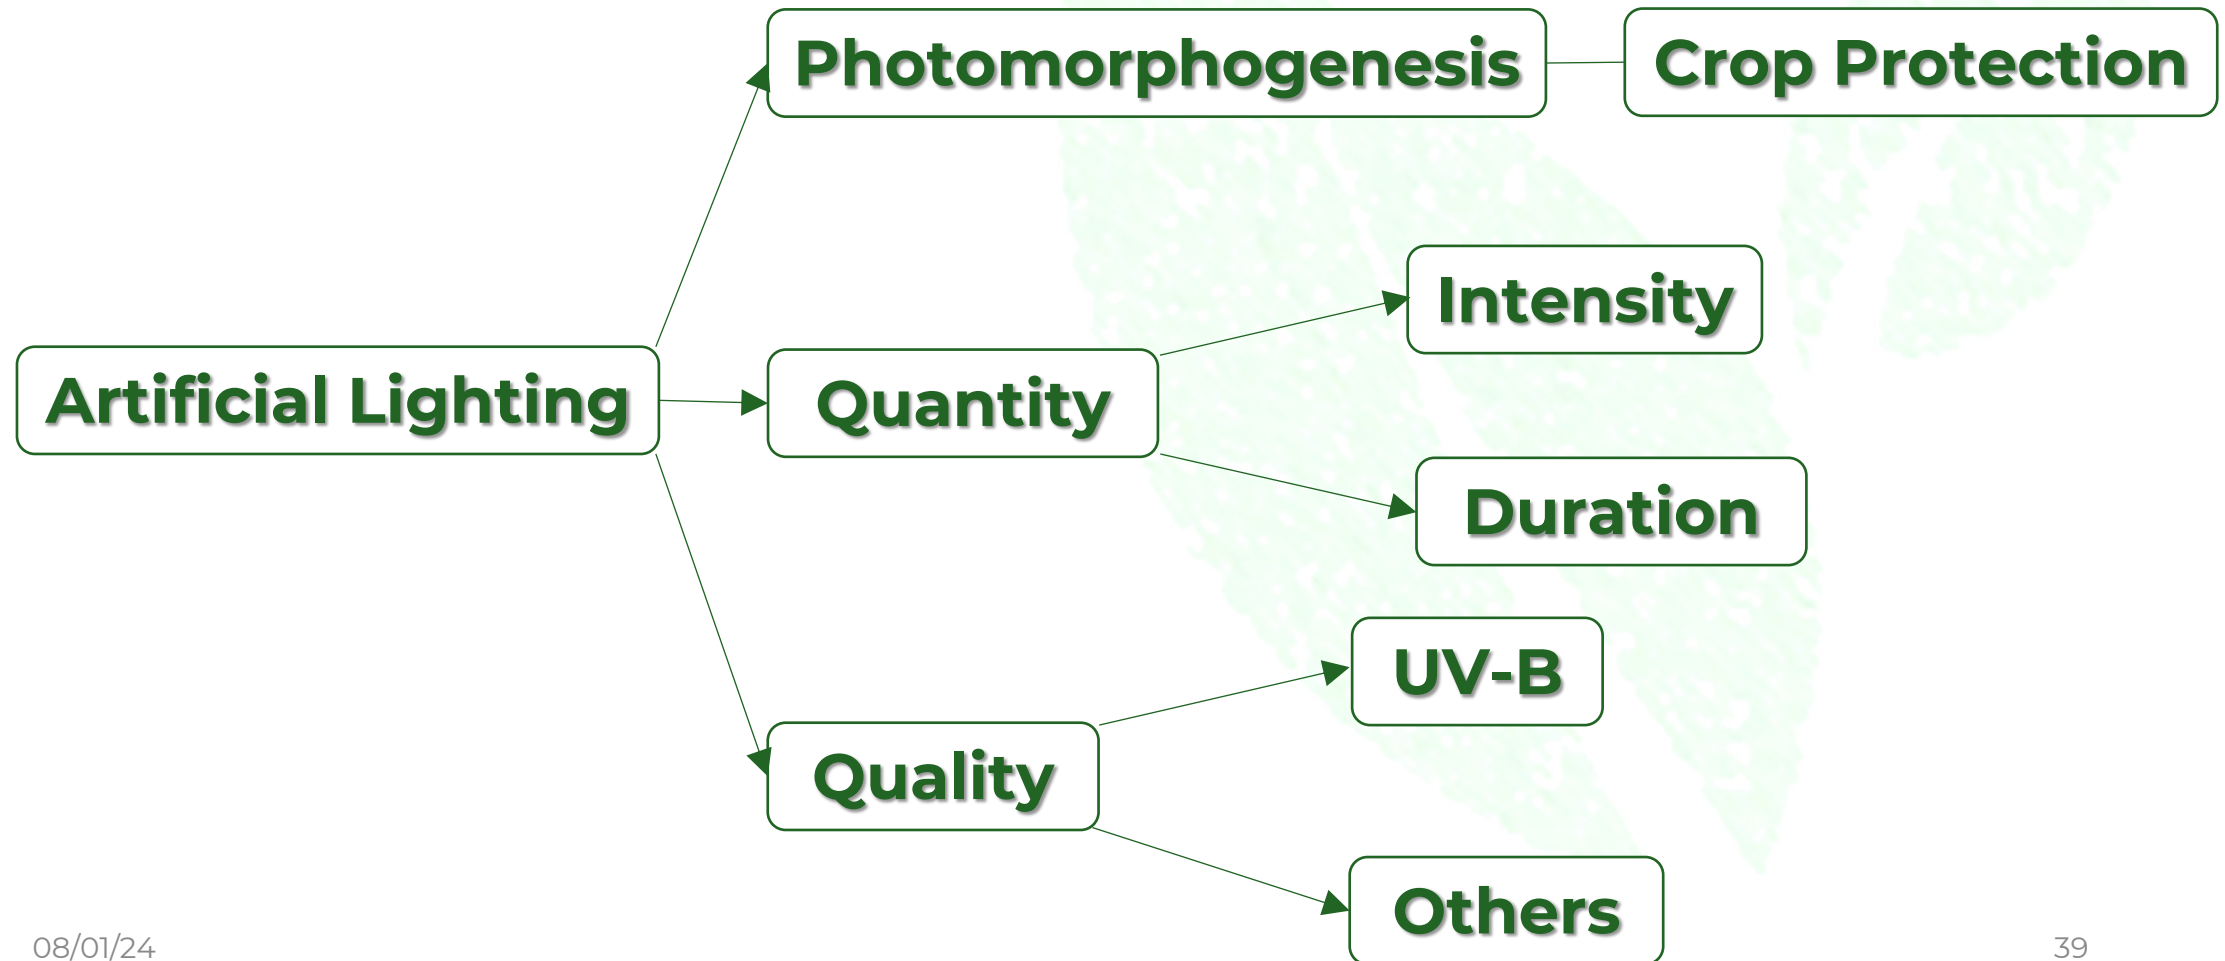 Photomorphogenesis
Crop Protection
Intensity
Artificial Lighting
Quantity
Duration
UV-B
Quality
Others
08/01/24
39